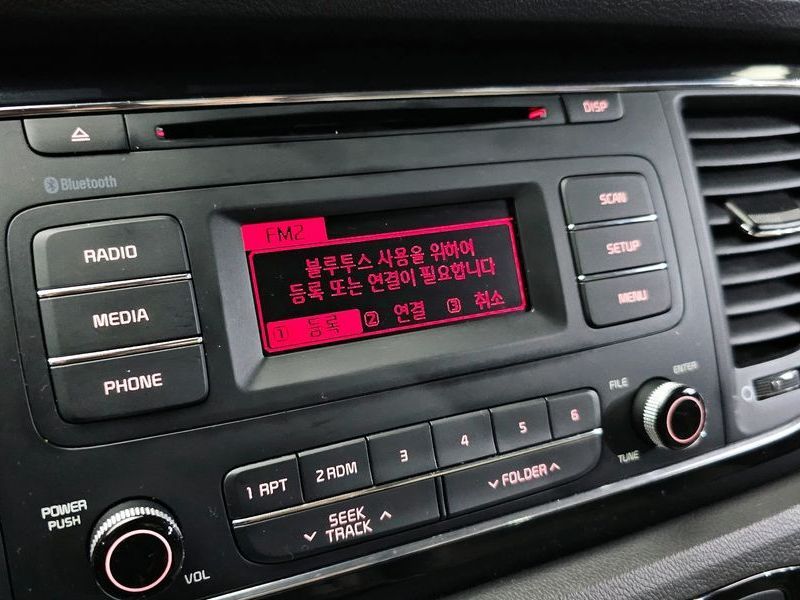 DISP
Bluetooth
RADIO
MEDIA
PHONE
FM2
블루투스 사용을 위하여
등록 또는 연결이 필요합니다
1 등록 2 연결 3 취소
SCAN
SETUP
MENU
1 RPT
2 RDM
3
4
5
6
SEEK
TRACK
FOLDER
FILE
ENTER
TUNE
POWER
PUSH
VOL